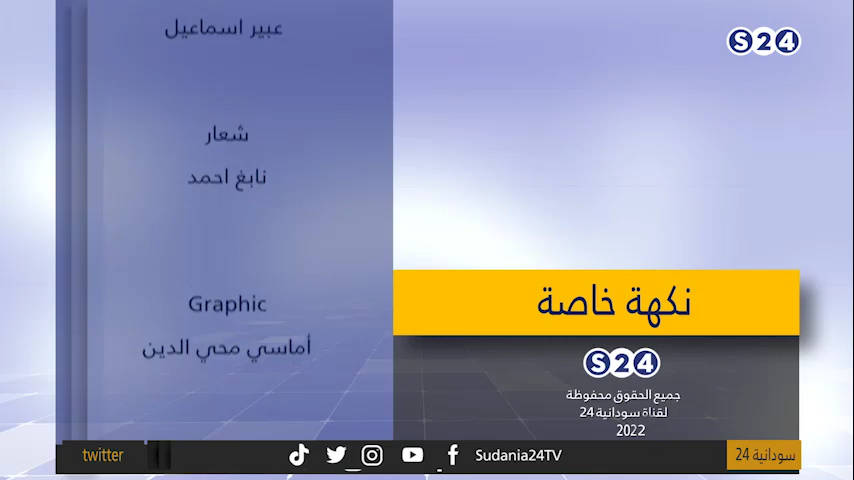 عبير اسماعيل
S24
شعار
نابغ احمد
Graphic
أماسي محي الدين
نكهة خاصة
S24
جميع الحقوق محفوظة
لقناة سودانية 24
2022
twitter
Sudania24TV
سودانية 24